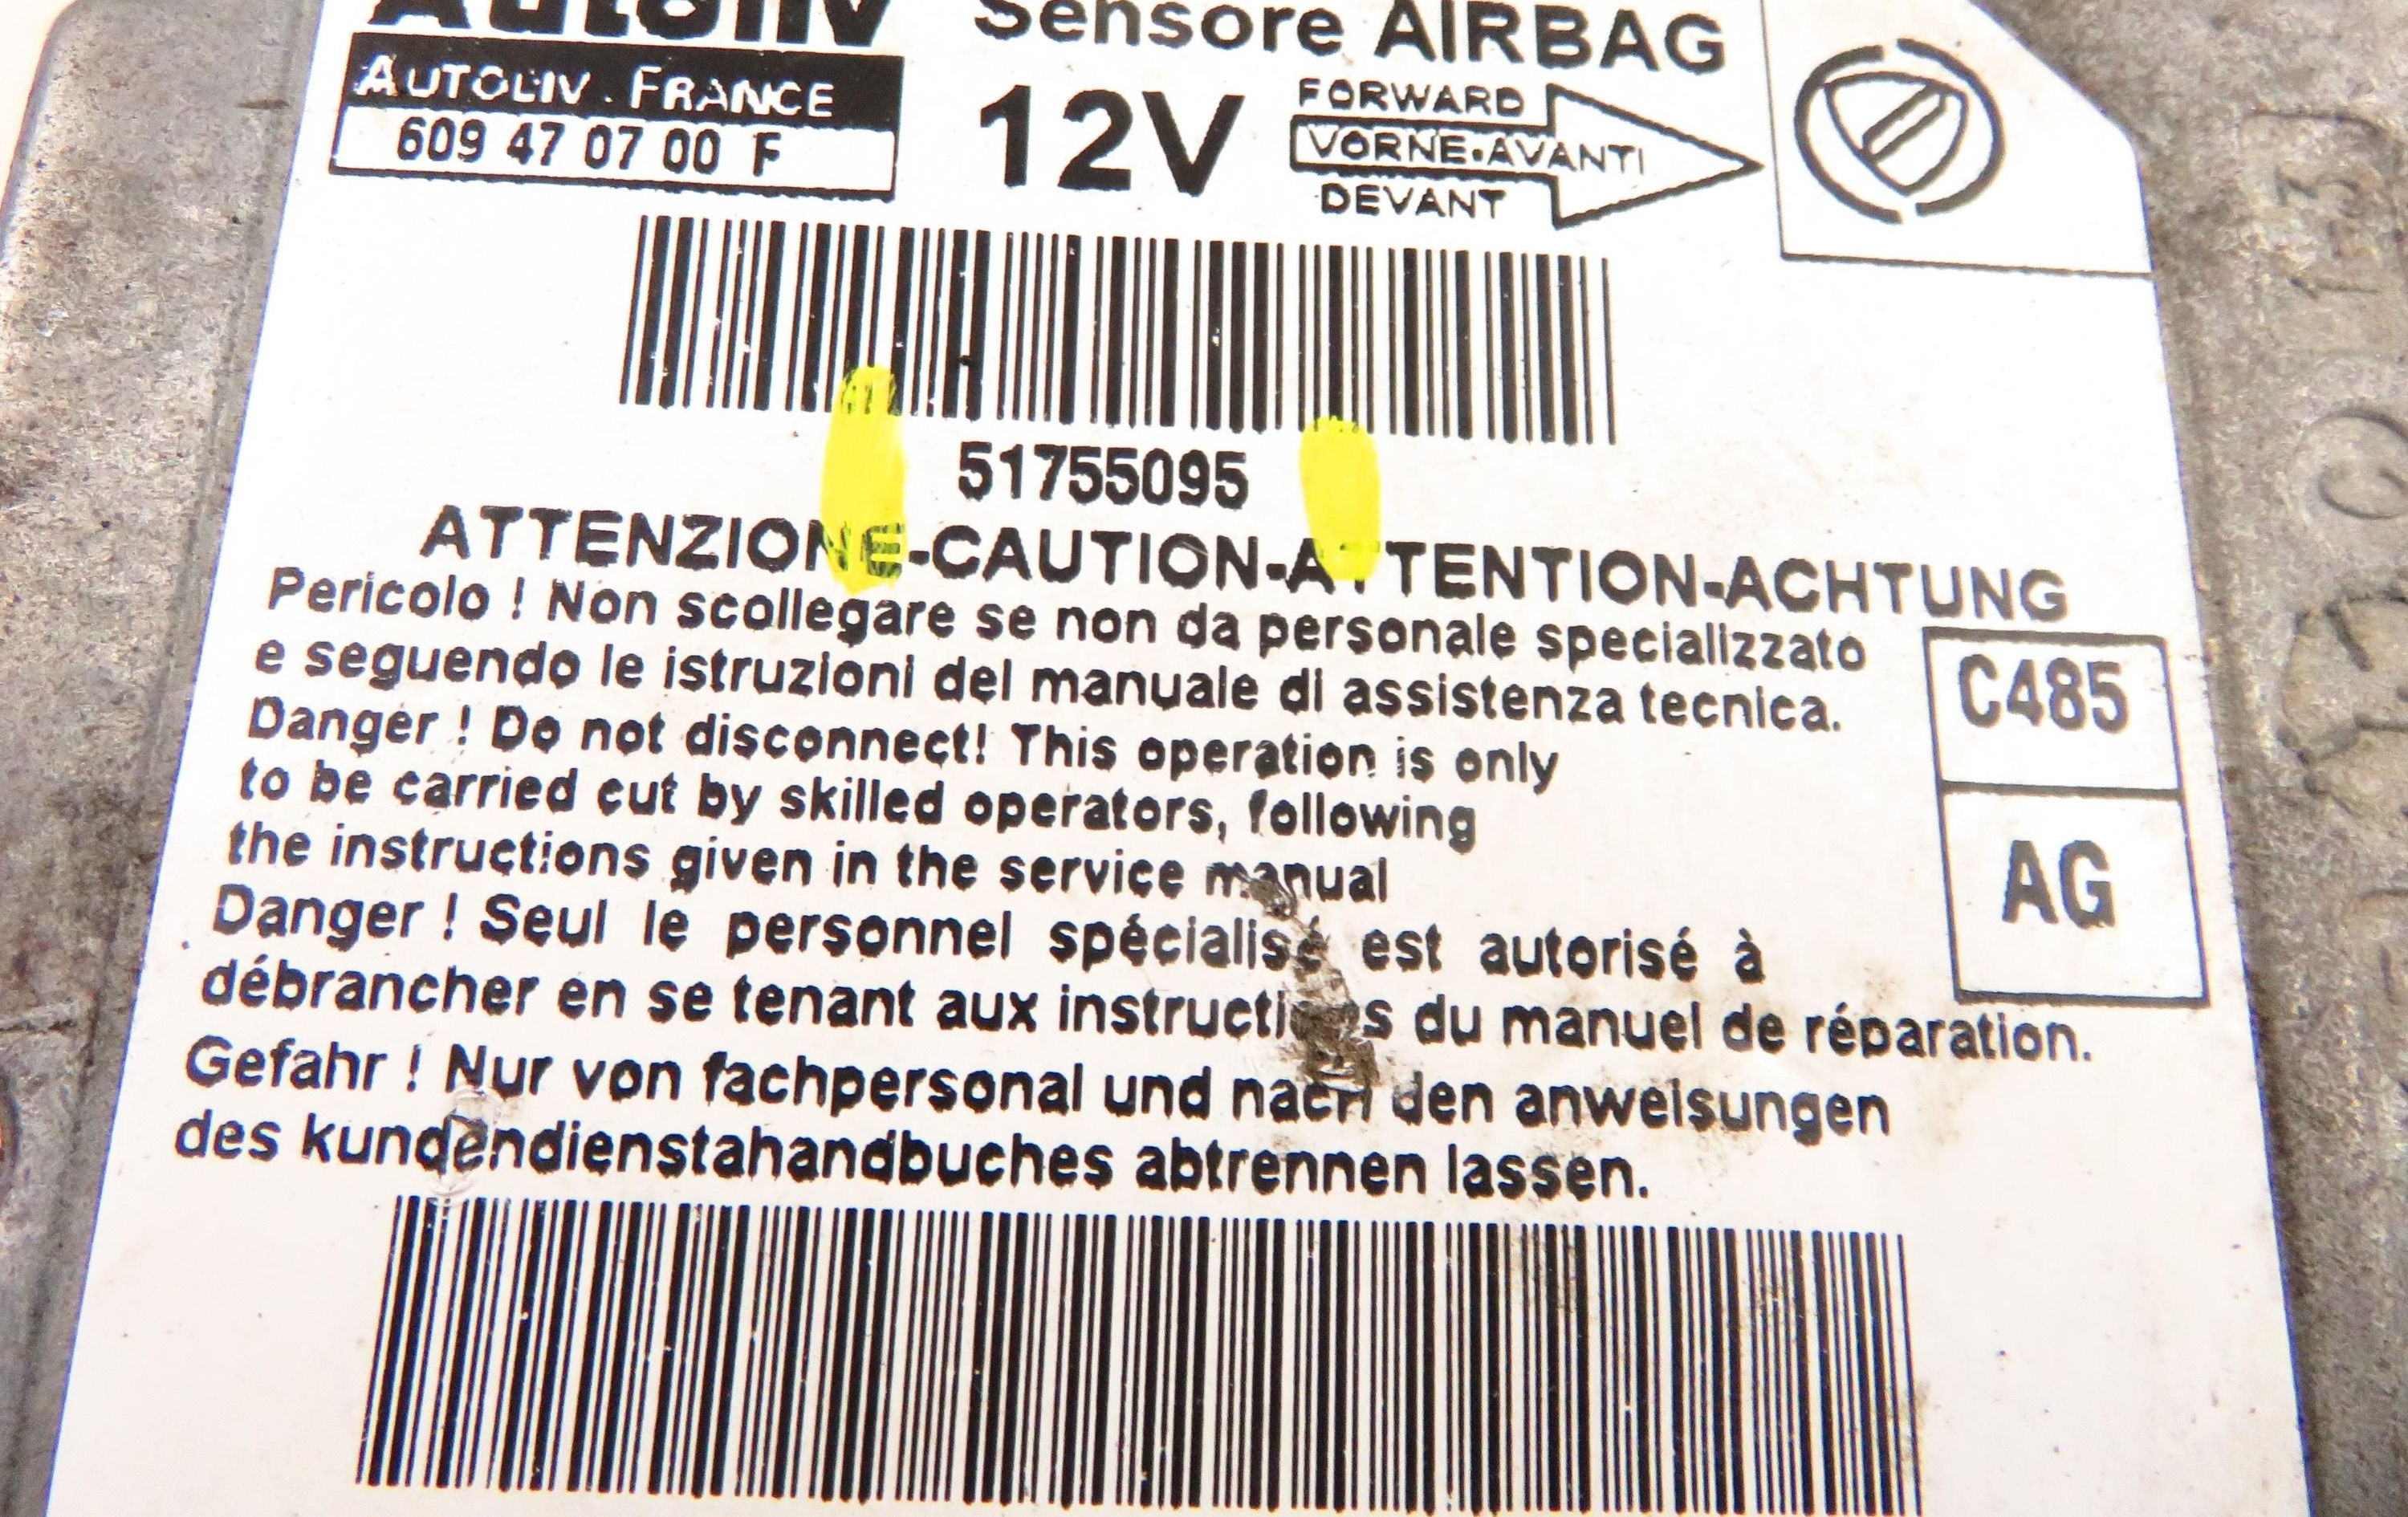 Autoliv
Sensore AIRBAG
AUTOLIV . FRANCE
609 47 07 00 F
12V
FORWARD
VORNE-AVANTI
DEVANT
51755095
ATTENZIONE-CAUTION-ATTENTION-ACHTUNG
Pericolo ! Non scollegare se non da personale specializzato
e seguendo le istruzioni del manuale di assistenza tecnica.
Danger ! Do not disconnect! This operation is only
to be carried out by skilled operators, following
the instructions given in the service manual
Danger ! Seul le personnel spécialisé est autorisé à
débrancher en se tenant aux instructions du manuel de réparation.
Gefahr ! Nur von fachpersonal und nach den anweisungen
des kundendienstahandbuches abtrennen lassen.
C485
AG